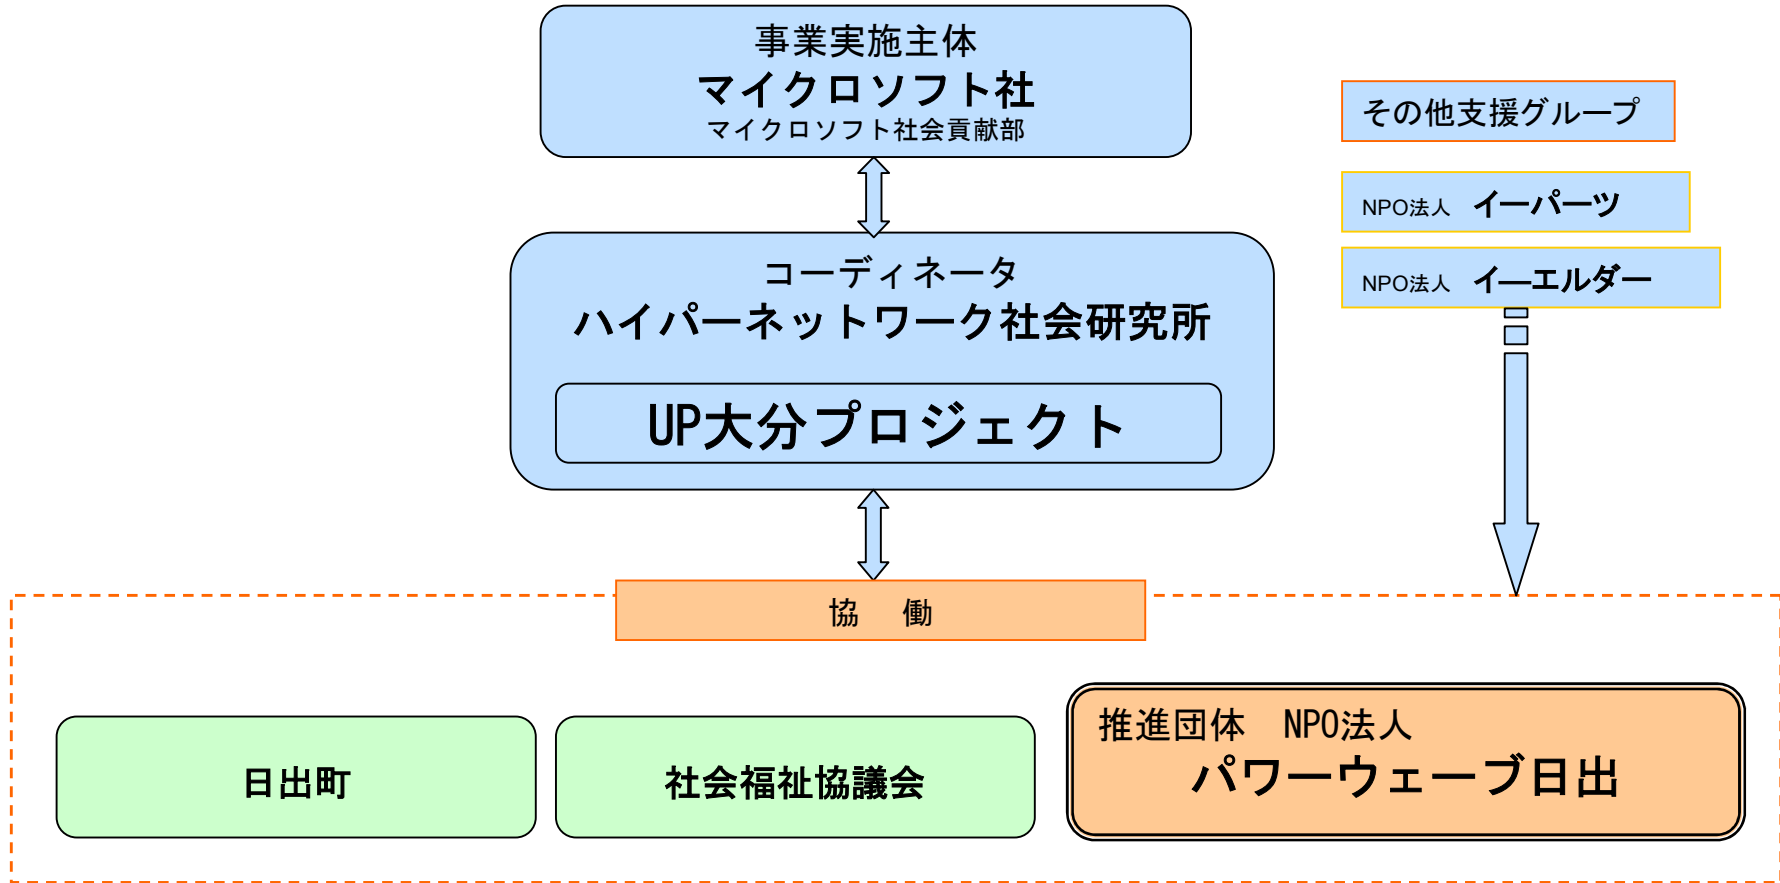 事業実施主体
マイクロソフト社
マイクロソフト社会貢献部
その他支援グループ
NPO法人 イーパーツ
NPO法人 イーエルダー
コーディネータ
ハイパーネットワーク社会研究所
UP大分プロジェクト
協 働
日出町
社会福祉協議会
推進団体 NPO法人
パワーウェーブ日出